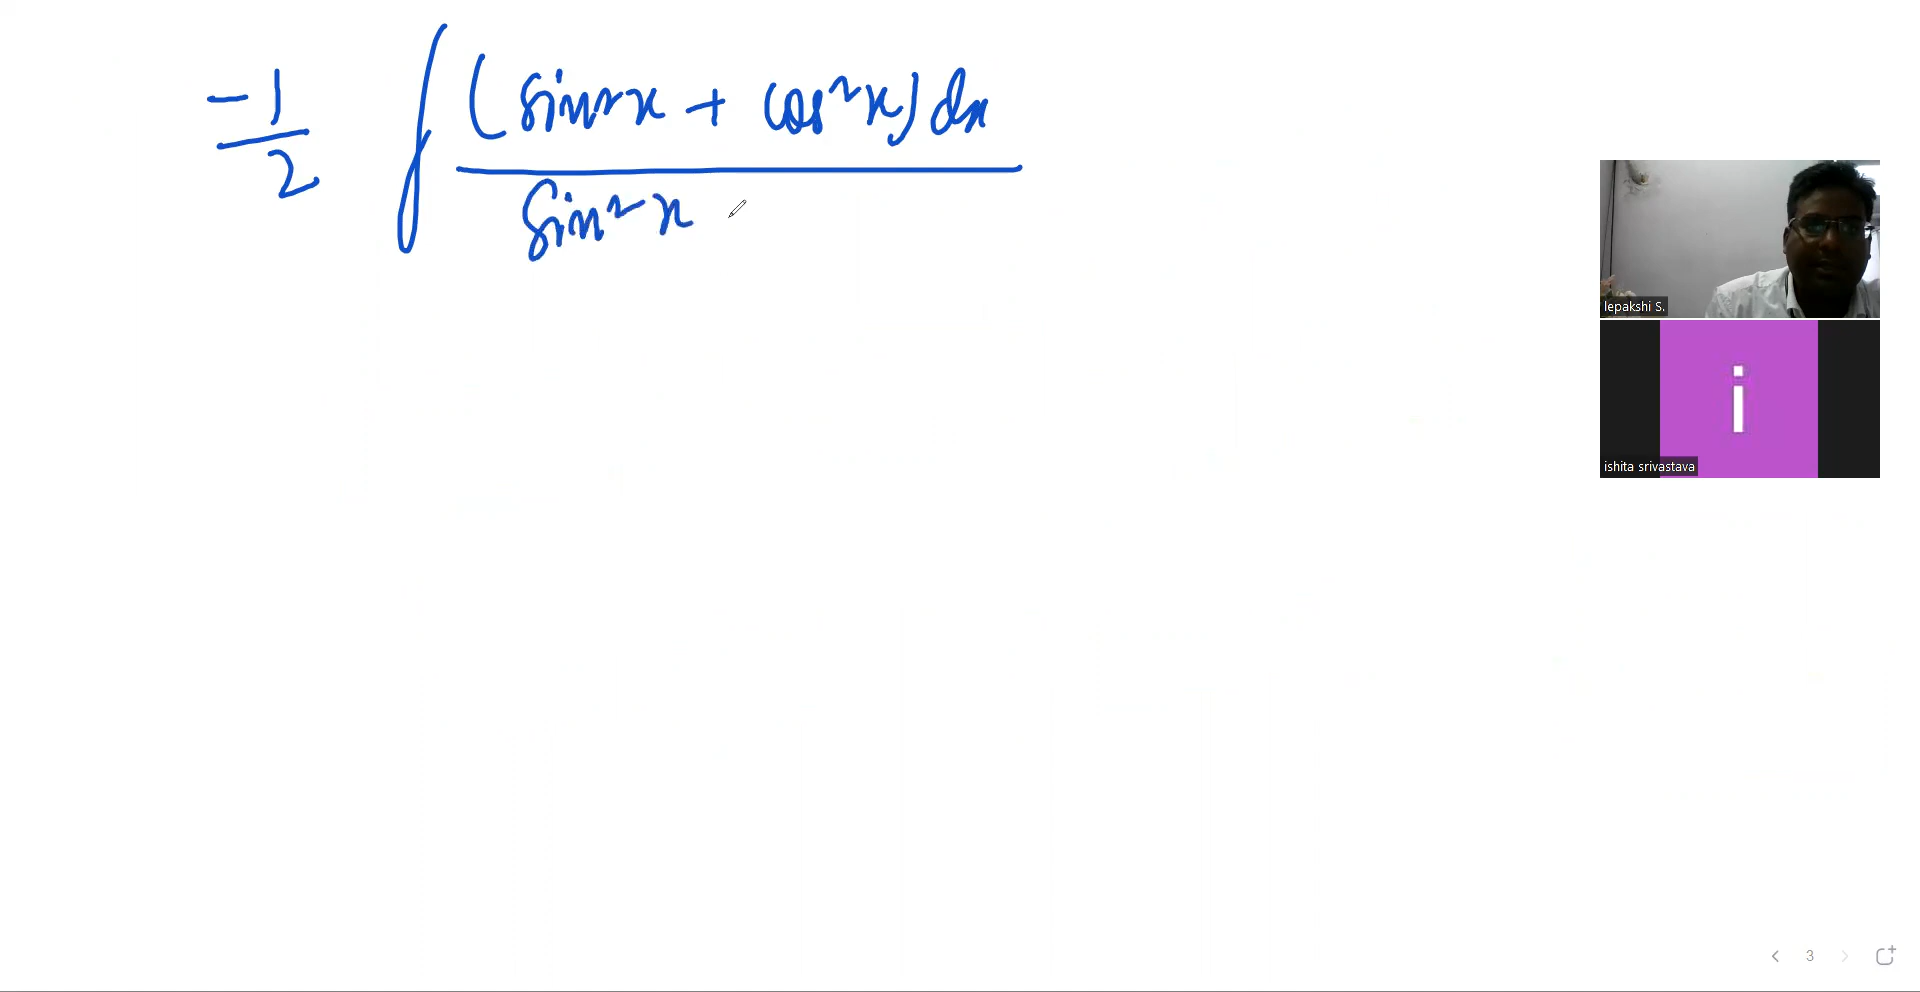 -1/2 ∫ (sin²x + cos²x) dx
sin²x
lepakshi S.
i
ishita srivastava
3